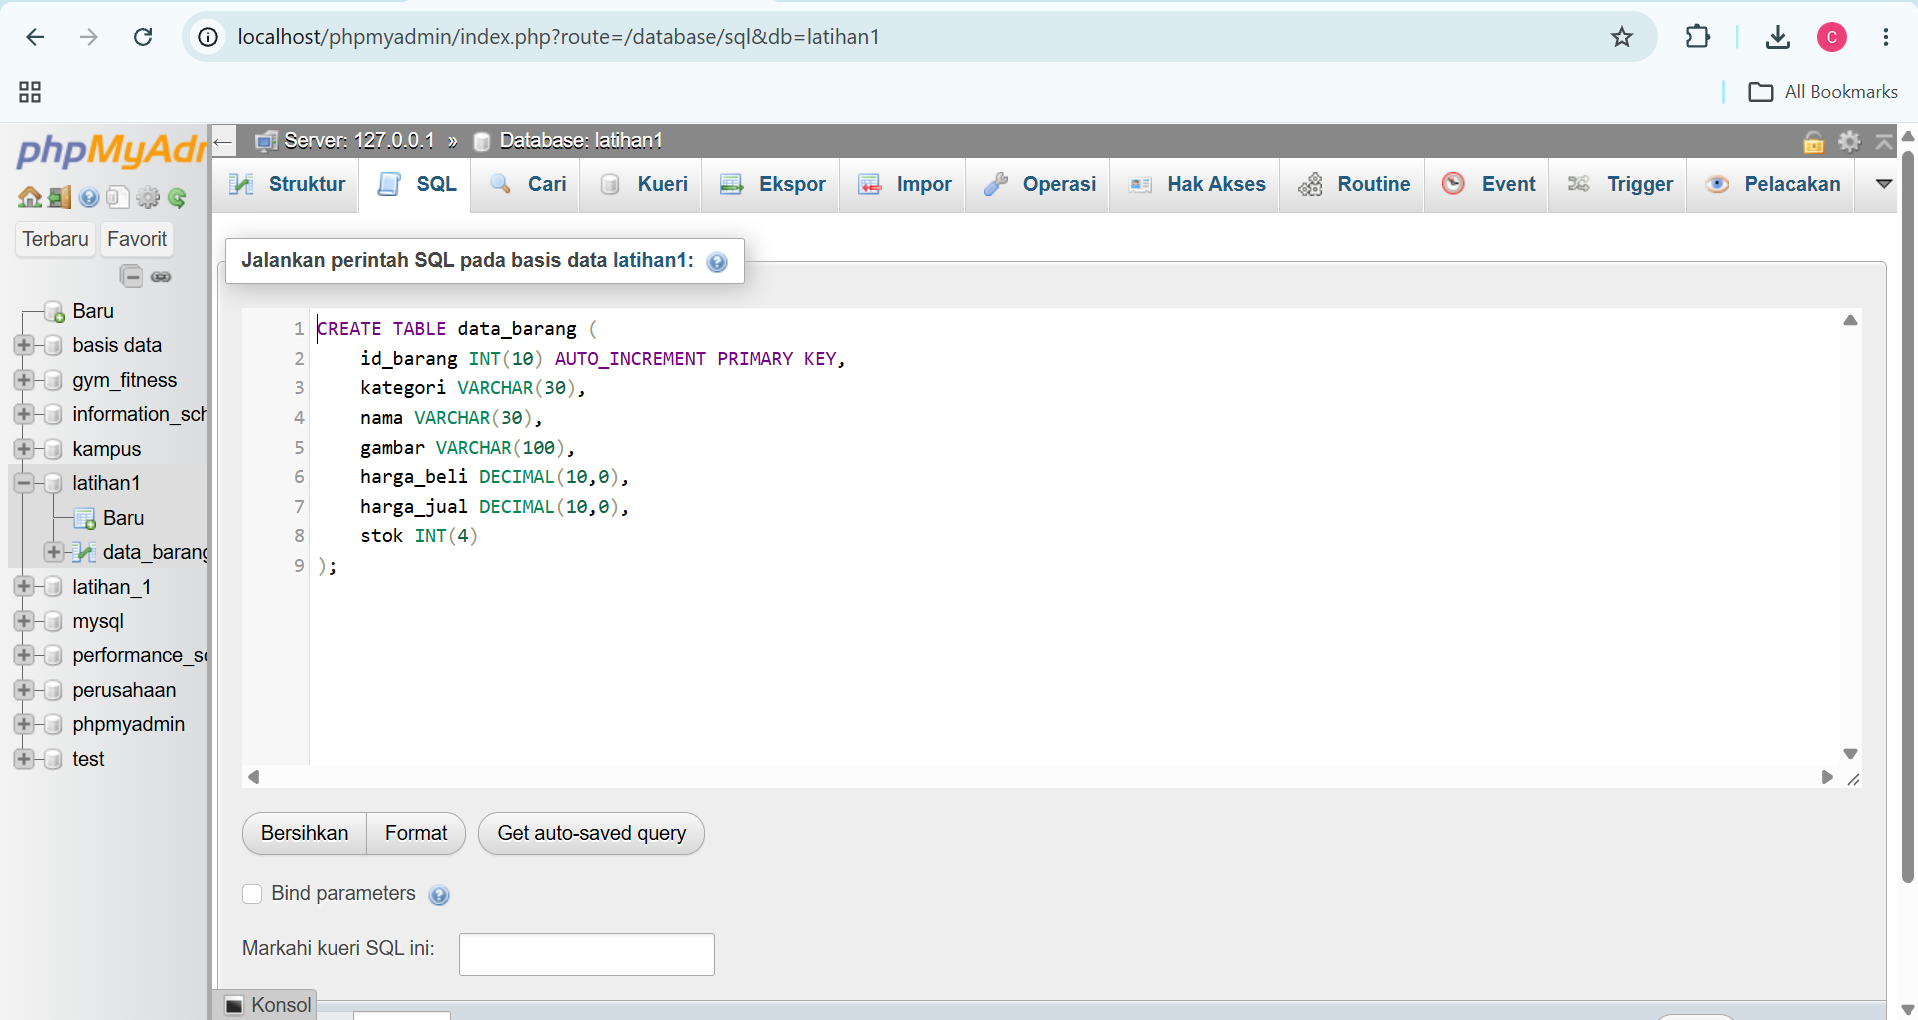 localhost/phpmyadmin/index.php?route=/database/sql&db=latihan1
C
All Bookmarks
phpMyAdm
Server: 127.0.0.1 » Database: latihan1
Struktur SQL Cari Kueri Ekspor Impor Operasi Hak Akses Routine Event Trigger Pelacakan
Terbaru Favorit
Baru
basis data
gym_fitness
information_sch
kampus
latihan1
Baru
data_barang
latihan_1
mysql
performance_sc
perusahaan
phpmyadmin
test
Jalankan perintah SQL pada basis data latihan1:
1 CREATE TABLE data_barang (
2 id_barang INT(10) AUTO_INCREMENT PRIMARY KEY,
3 kategori VARCHAR(30),
4 nama VARCHAR(30),
5 gambar VARCHAR(100),
6 harga_beli DECIMAL(10,0),
7 harga_jual DECIMAL(10,0),
8 stok INT(4)
9 );
Bersihkan Format Get auto-saved query
Bind parameters
Markahi kueri SQL ini:
Konsol